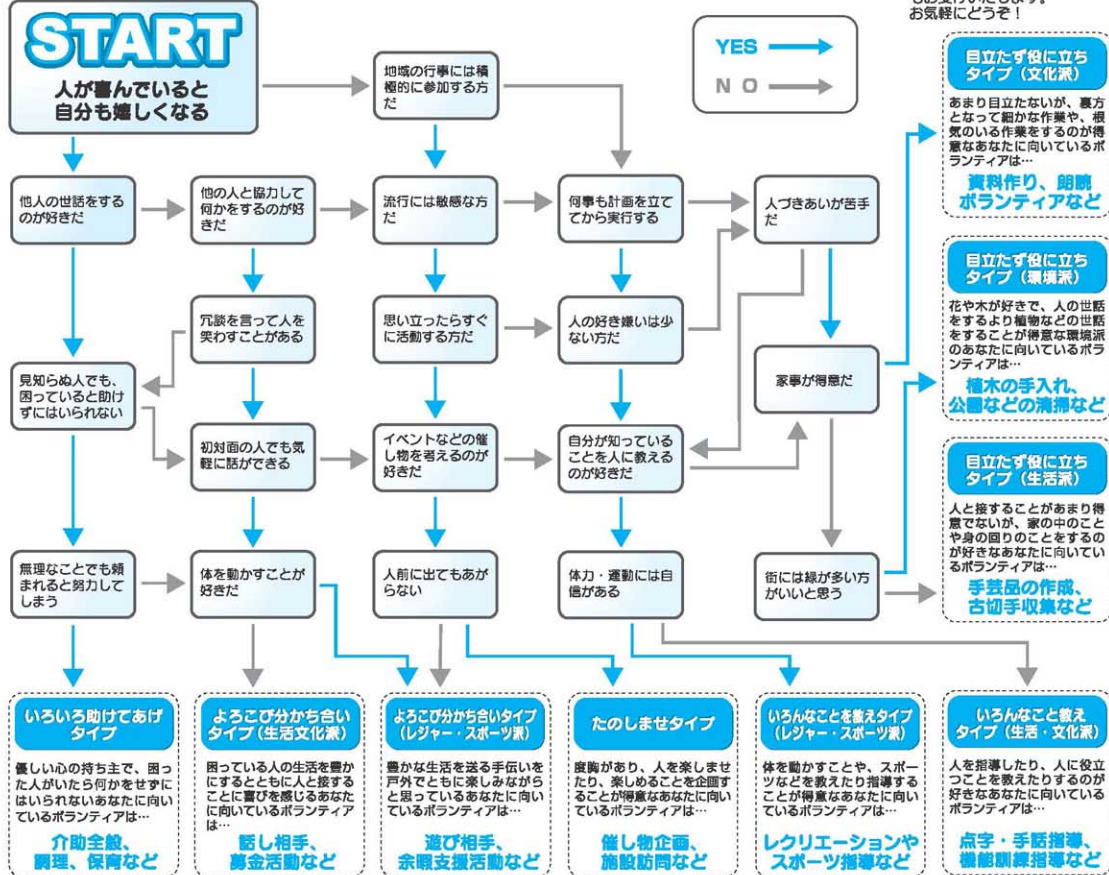 もお受けいたします。
お気軽にどうぞ！
START
人が喜んでいると
自分も嬉しくなる
地域の行事には積
極的に参加する方
だ
YES
NO
他人の世話をする
のが好きだ
他の人と協力して
何かをするのが好
きだ
流行には敏感な方
だ
何事も計画を立て
てから実行する
人づきあいが苦手
だ
冗談を言って人を
笑わすことがある
思い立ったらすぐ
に活動する方だ
人の好き嫌いは少
ない方だ
見知らぬ人でも、
困っていると助け
ずにはいられない
家事が得意だ
初対面の人でも気
軽に話ができる
イベントなどの催
し物を考えるのが
好きだ
自分が知っている
ことを人に教える
のが好きだ
無理なことでも頼
まれると努力して
しまう
体を動かすことが
好きだ
人前に出てもあが
らない
体力・運動には自
信がある
街には緑が多い方
がいいと思う
目立たず役に立ち
タイプ（文化派）
あまり目立たないが、裏方
となって細かな作業や、根
気のいる作業をするのが得
意なあなたに向いているボ
ランティアは…
資料作り、朗読
ボランティアなど
目立たず役に立ち
タイプ（環境派）
花や木が好きで、人の世話
をするより植物などの世話
をすることが得意な環境派
のあなたに向いているボラ
ンティアは…
植木の手入れ、
公園などの清掃など
目立たず役に立ち
タイプ（生活派）
人と接することがあまり得
意でないが、家の中のこと
や身の回りのことをするの
が好きなあなたに向いてい
るボランティアは…
手芸品の作成、
古切手収集など
いろいろ助けてあげ
タイプ
優しい心の持ち主で、困っ
た人がいたら何かをせずに
はいられないあなたに向い
ているボランティアは…
介助全般、
調理、保育など
よろこび分かち合い
タイプ（生活文化派）
困っている人の生活を豊か
にするとともに人と接する
ことに喜びを感じるあなた
に向いているボランティア
は…
話し相手、
募金活動など
よろこび分かち合いタイプ
（レジャー・スポーツ派）
豊かな生活を送る手伝いを
戸外でともに楽しみながら
と思っているあなたに向い
ているボランティアは…
遊び相手、
余暇支援活動など
たのしませタイプ
度胸があり、人を楽しませ
たり、楽しめることを企画す
ることが得意なあなたに向い
ているボランティアは…
催し物企画、
施設訪問など
いろんなことを教えタイプ
（レジャー・スポーツ派）
体を動かすことや、スポー
ツなどを教えたり指導する
ことが得意なあなたに向い
ているボランティアは…
レクリエーションや
スポーツ指導など
いろんなこと教え
タイプ（生活・文化派）
人を指導したり、人に役立
つことを教えたりするのが
好きなあなたに向いている
ボランティアは…
点字・手話指導、
機能訓練指導など